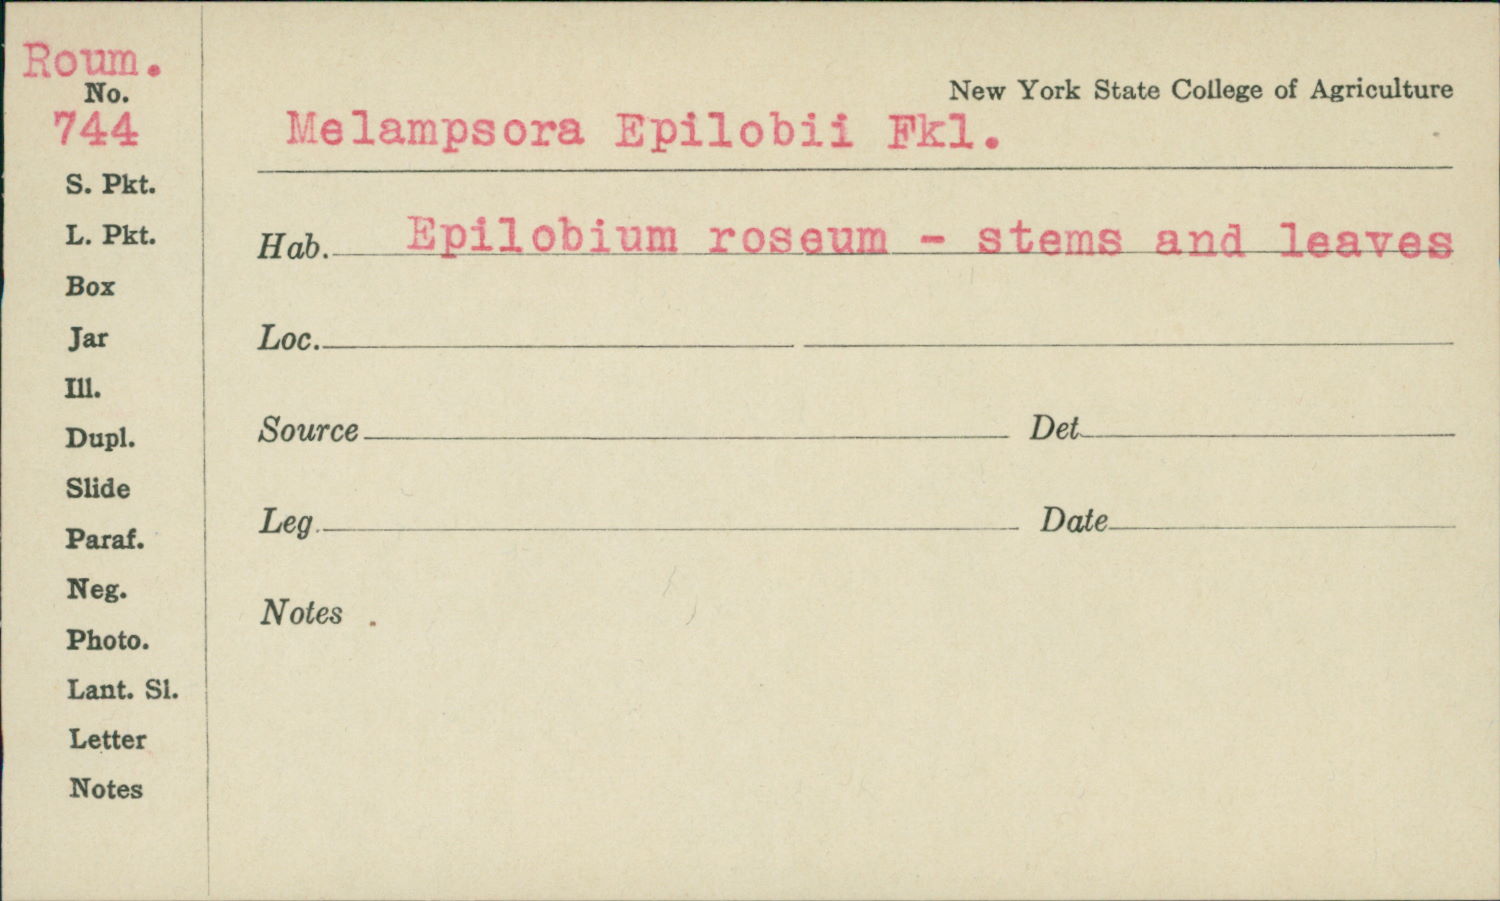 Roum.
No.
744
S. Pkt.
L. Pkt.
Box
Jar
Ill.
Dupl.
Slide
Paraf.
Neg.
Photo.
Lant. Sl.
Letter
Notes
New York State College of Agriculture
Melampsora Epilobii Fkl.
Hab. Epilobium roseum - stems and leaves
Loc.
Source Det.
Leg. Date
Notes